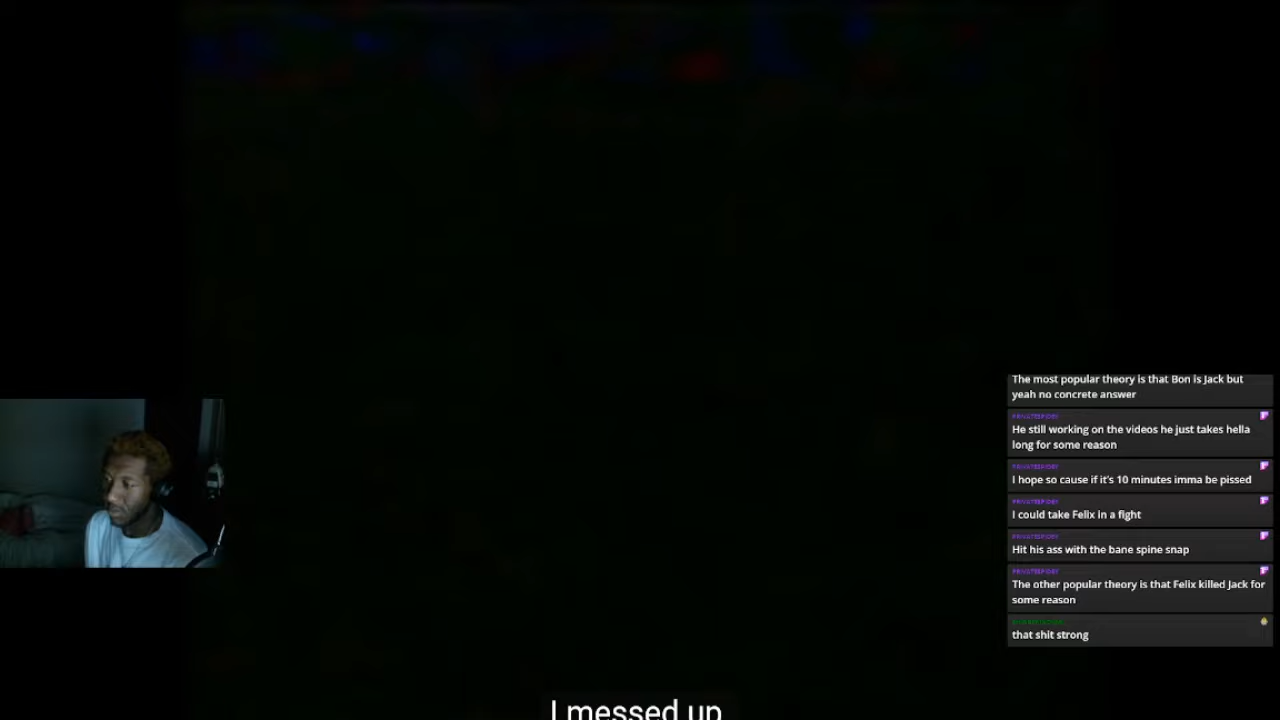 The most popular theory is that Bon is Jack but
yeah no concrete answer
He still working on the videos he just takes hella
long for some reason
I hope so cause if it's 10 minutes imma be pissed
I could take Felix in a fight
Hit his ass with the bane spine snap
The other popular theory is that Felix killed Jack for
some reason
that shit strong
I messed up